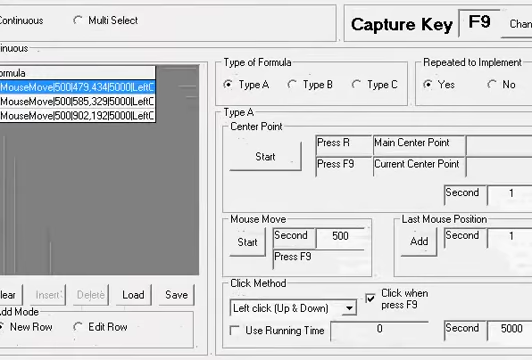 Continuous
Multi Select
Capture Key
F9
Chan
nuous
ormula
MouseMove|500|479,434|5000|LeftC
MouseMove|500|585,329|5000|LeftC
MouseMove|500|902,192|5000|LeftC
Type of Formula
Type A
Type B
Type C
Repeated to Implement
Yes
No
Type A
Center Point
Start
Press R
Main Center Point
Press F9
Current Center Point
Second
1
Mouse Move
Start
Second
500
Press F9
Last Mouse Position
Add
Second
1
Click Method
Left click (Up & Down)
Click when
press F9
Use Running Time
0
Second
5000
lear
Insert
Delete
Load
Save
Add Mode
New Row
Edit Row